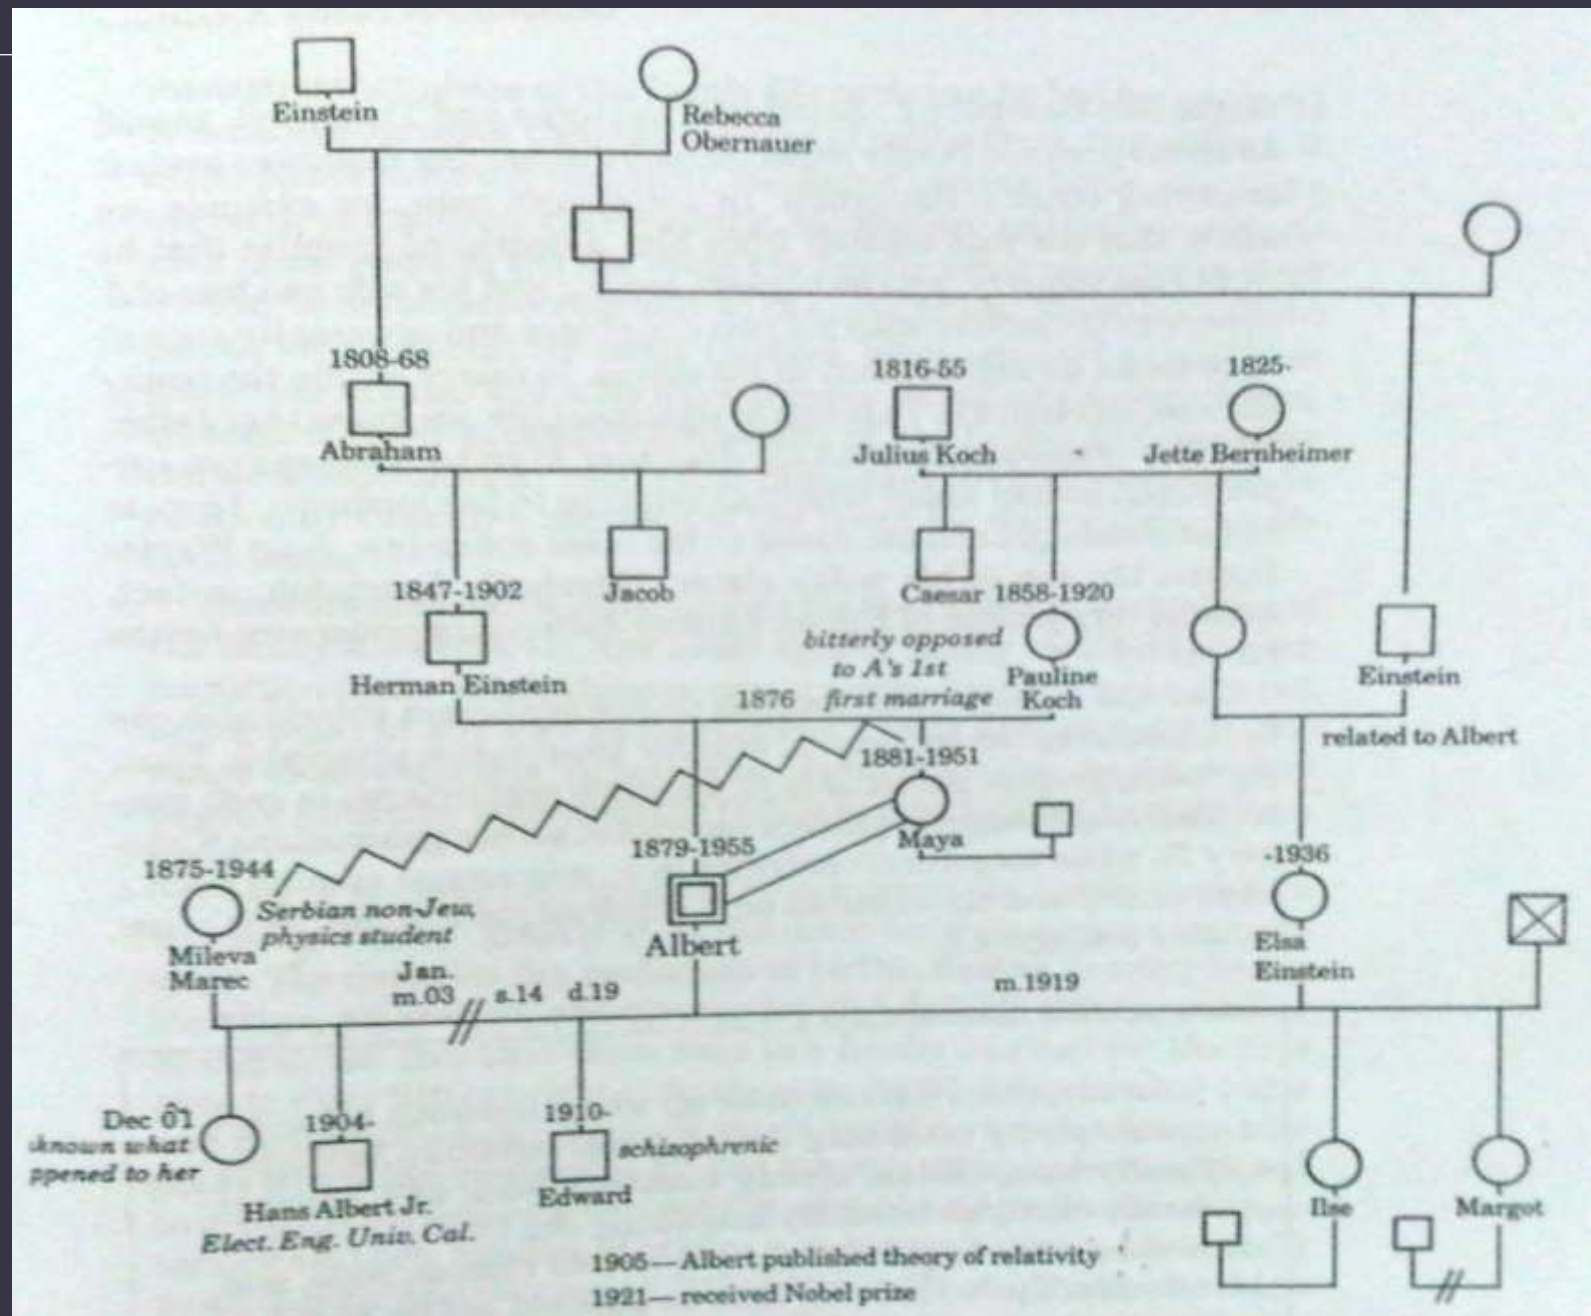 Einstein
Rebecca
Obernauer
1808-68
Abraham
1816-55
Julius Koch
1825-
Jette Bernheimer
1847-1902
Herman Einstein
Jacob
Caesar
1858-1920
bitterly opposed
to A's 1st
first marriage
Pauline
Koch
Einstein
1876
related to Albert
1881-1951
Maya
1875-1944
Serbian non-Jew,
physics student
Mileva
Marec
1879-1955
Albert
-1936
Elsa
Einstein
Jan.
m.03
s.14
d.19
m.1919
Dec 01
known what
ppened to her
1904-
Hans Albert Jr.
Elect. Eng. Univ. Cal.
1910-
schizophrenic
Edward
Ilse
Margot
1905—Albert published theory of relativity
1921—received Nobel prize